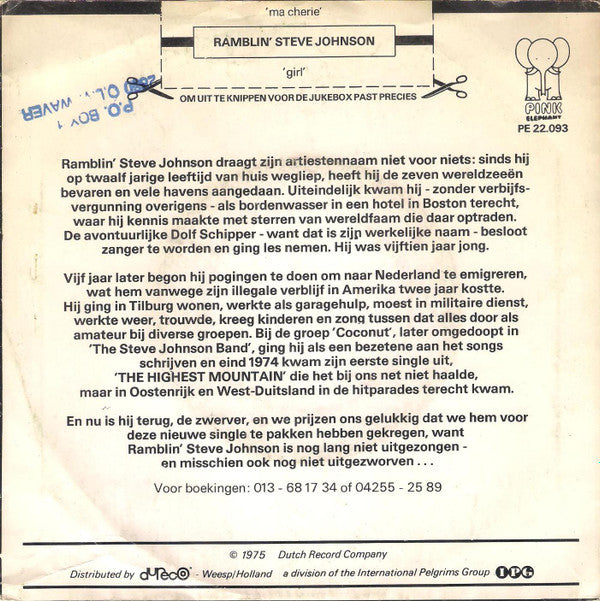 'ma cherie'
RAMBLIN' STEVE JOHNSON
'girl'
OM UIT TE KNIPPEN VOOR DE JUKEBOX PAST PRECIES
PINK
ELEPHANT
PE 22.093
P.O. BOX 1
2580 O.L.V. WAVER
Ramblin' Steve Johnson draagt zijn artiestennaam niet voor niets: sinds hij
op twaalf jarige leeftijd van huis wegliep, heeft hij de zeven wereldzeeën
bevaren en vele havens aangedaan. Uiteindelijk kwam hij - zonder verbijfs-
vergunning overigens - als bordenwasser in een hotel in Boston terecht,
waar hij kennis maakte met sterren van wereldfaam die daar optraden.
De avontuurlijke Dolf Schipper - want dat is zijn werkelijke naam - besloot
zanger te worden en ging les nemen. Hij was vijftien jaar jong.
Vijf jaar later begon hij pogingen te doen om naar Nederland te emigreren,
wat hem vanwege zijn illegale verblijf in Amerika twee jaar kostte.
Hij ging in Tilburg wonen, werkte als garagehulp, moest in militaire dienst,
werkte weer, trouwde, kreeg kinderen en zong tussen dat alles door als
amateur bij diverse groepen. Bij de groep 'Coconut', later omgedoopt in
'The Steve Johnson Band', ging hij als een bezetene aan het songs
schrijven en eind 1974 kwam zijn eerste single uit,
'THE HIGHEST MOUNTAIN' die het bij ons net niet haalde,
maar in Oostenrijk en West-Duitsland in de hitparades terecht kwam.
En nu is hij terug, de zwerver, en we prijzen ons gelukkig dat we hem voor
deze nieuwe single te pakken hebben gekregen, want
Ramblin' Steve Johnson is nog lang niet uitgezongen -
en misschien ook nog niet uitgezworven . . .
Voor boekingen: 013 - 68 17 34 of 04255 - 25 89
© 1975 Dutch Record Company
Distributed by dureco - Weesp/Holland a division of the International Pelgrims Group IPG